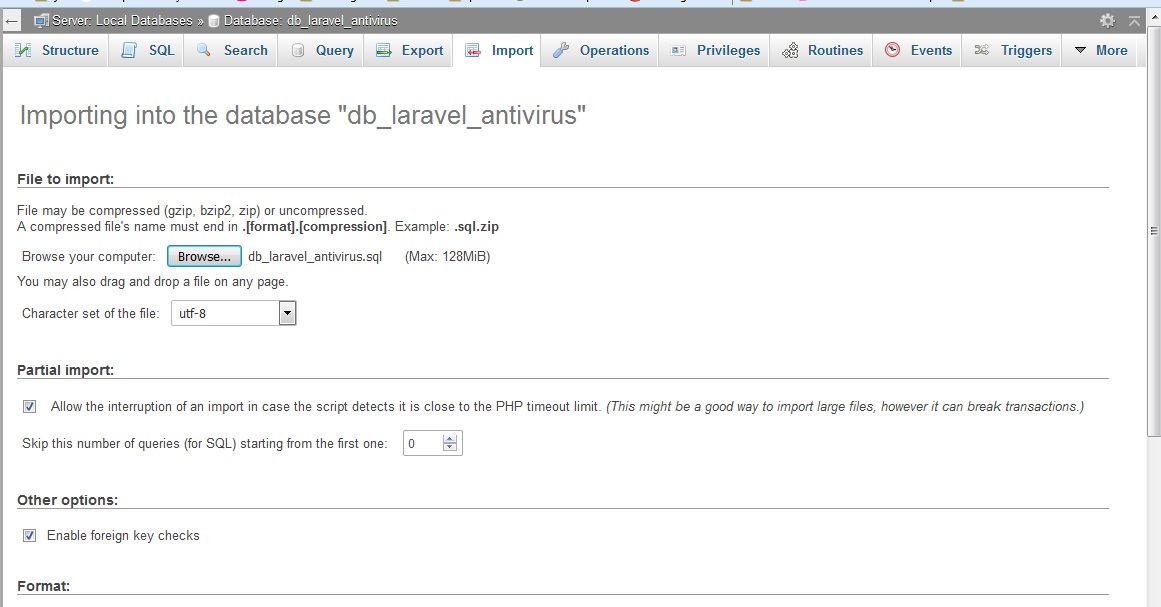 Server: Local Databases » Database: db_laravel_antivirus
Structure SQL Search Query Export Import Operations Privileges Routines Events Triggers More
Importing into the database "db_laravel_antivirus"
File to import:
File may be compressed (gzip, bzip2, zip) or uncompressed.
A compressed file's name must end in .[format].[compression]. Example: .sql.zip
Browse your computer: Browse... db_laravel_antivirus.sql (Max: 128MiB)
You may also drag and drop a file on any page.
Character set of the file: utf-8
Partial import:
Allow the interruption of an import in case the script detects it is close to the PHP timeout limit. (This might be a good way to import large files, however it can break transactions.)
Skip this number of queries (for SQL) starting from the first one: 0
Other options:
Enable foreign key checks
Format: